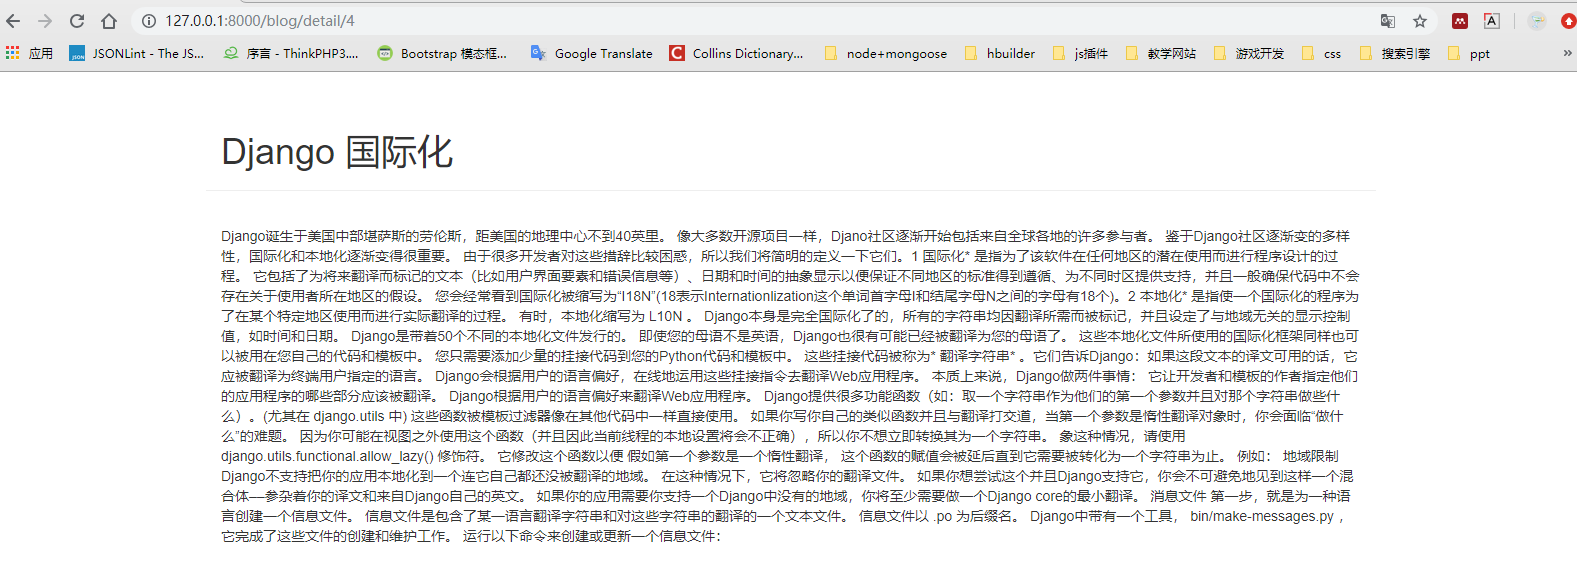 127.0.0.1:8000/blog/detail/4
应用 JSONLint - The JS... 序言 - ThinkPHP3.... Bootstrap 模态框... Google Translate Collins Dictionary... node+mongoose hbuilder js插件 教学网站 游戏开发 css 搜索引擎 ppt »
Django 国际化
Django诞生于美国中部堪萨斯的劳伦斯，距美国的地理中心不到40英里。 像大多数开源项目一样，Djano社区逐渐开始包括来自全球各地的许多参与者。 鉴于Django社区逐渐变的多样
性，国际化和本地化逐渐变得很重要。 由于很多开发者对这些措辞比较困惑，所以我们将简明的定义一下它们。1 国际化* 是指为了该软件在任何地区的潜在使用而进行程序设计的过
程。 它包括了为将来翻译而标记的文本（比如用户界面要素和错误信息等）、日期和时间的抽象显示以便保证不同地区的标准得到遵循、为不同时区提供支持，并且一般确保代码中不会
存在关于使用者所在地区的假设。 您会经常看到国际化被缩写为“I18N”(18表示Internationlization这个单词首字母I和结尾字母N之间的字母有18个)。2 本地化* 是指使一个国际化的程序为
了在某个特定地区使用而进行实际翻译的过程。 有时，本地化缩写为 L10N 。 Django本身是完全国际化了的，所有的字符串均因翻译所需而被标记，并且设定了与地域无关的显示控制
值，如时间和日期。 Django是带着50个不同的本地化文件发行的。 即使您的母语不是英语，Django也很有可能已经被翻译为您的母语了。 这些本地化文件所使用的国际化框架同样也可
以被用在您自己的代码和模板中。 您只需要添加少量的挂接代码到您的Python代码和模板中。 这些挂接代码被称为* 翻译字符串* 。它们告诉Django：如果这段文本的译文可用的话，它
应被翻译为终端用户指定的语言。 Django会根据用户的语言偏好，在线地运用这些挂接指令去翻译Web应用程序。 本质上来说，Django做两件事情： 它让开发者和模板的作者指定他们
的应用程序的哪些部分应该被翻译。 Django根据用户的语言偏好来翻译Web应用程序。 Django提供很多功能函数（如：取一个字符串作为他们的第一个参数并且对那个字符串做些什
么）。(尤其在 django.utils 中) 这些函数被模板过滤器像在其他代码中一样直接使用。 如果你写你自己的类似函数并且与翻译打交道，当第一个参数是惰性翻译对象时，你会面临“做什
么”的难题。 因为你可能在视图之外使用这个函数（并且因此当前线程的本地设置将会不正确），所以你不想立即转换其为一个字符串。 象这种情况，请使用
django.utils.functional.allow_lazy() 修饰符。 它修改这个函数以便 假如第一个参数是一个惰性翻译， 这个函数的赋值会被延后直到它需要被转化为一个字符串为止。 例如： 地域限制
Django不支持把你的应用本地化到一个连它自己都还没被翻译的地域。 在这种情况下，它将忽略你的翻译文件。 如果你想尝试这个并且Django支持它，你会不可避免地见到这样一个混
合体—参杂着你的译文和来自Django自己的英文。 如果你的应用需要你支持一个Django中没有的地域，你将至少需要做一个Django core的最小翻译。 消息文件 第一步，就是为一种语
言创建一个信息文件。 信息文件是包含了某一语言翻译字符串和对这些字符串的翻译的一个文本文件。 信息文件以 .po 为后缀名。 Django中带有一个工具， bin/make-messages.py ，
它完成了这些文件的创建和维护工作。 运行以下命令来创建或更新一个信息文件：